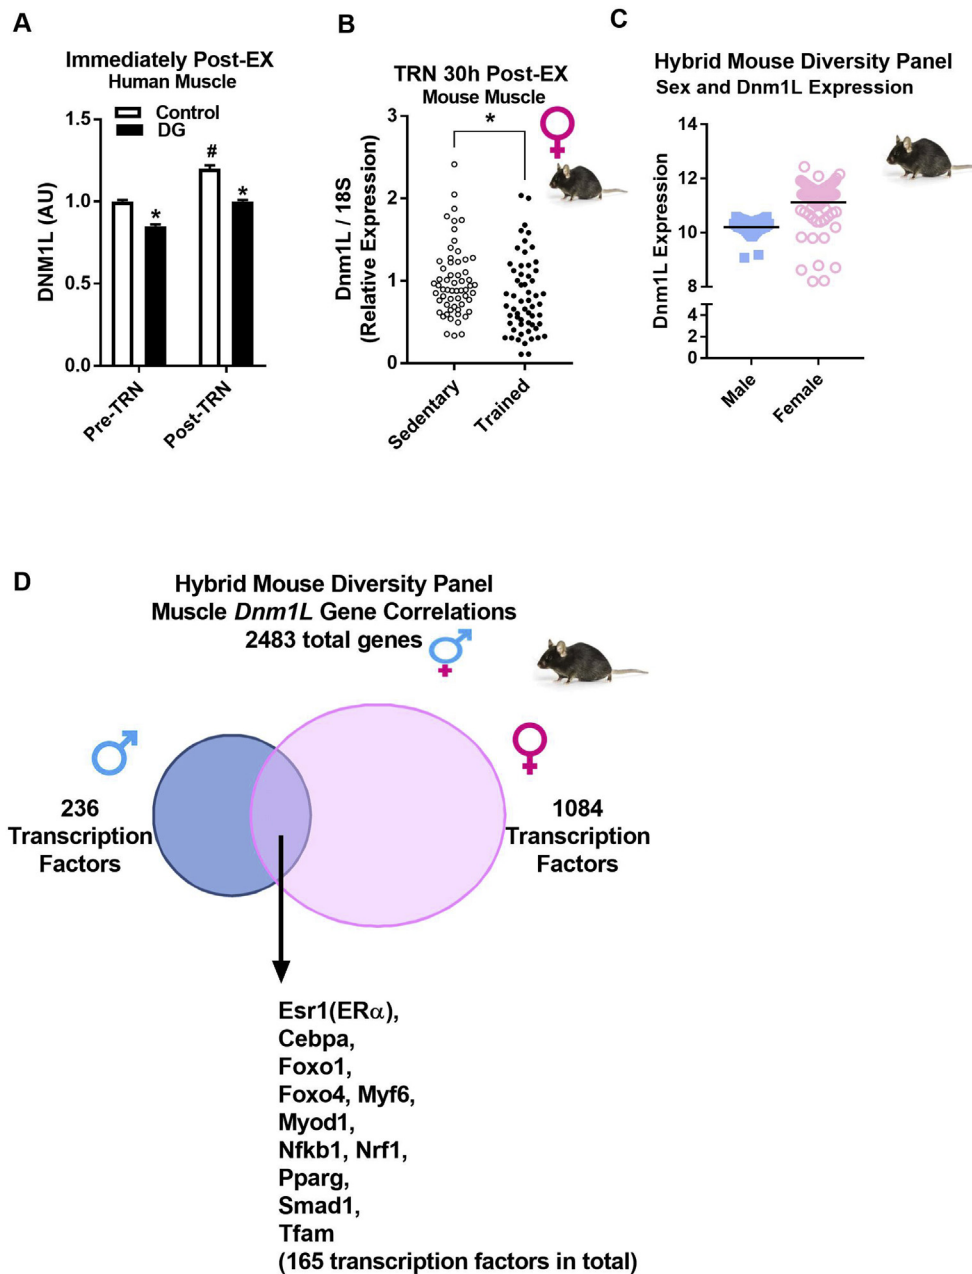 A
Immediately Post-EX
Human Muscle
Control
DG
DNM1L (AU)
1.5
1.0
0.5
0.0
#
*
*
Pre-TRN
Post-TRN
B
TRN 30h Post-EX
Mouse Muscle
*
Dnm1L / 18S
(Relative Expression)
3
2
1
0
Sedentary
Trained
C
Hybrid Mouse Diversity Panel
Sex and Dnm1L Expression
Dnm1L Expression
14
12
10
8
4
2
0
Male
Female
D
Hybrid Mouse Diversity Panel
Muscle Dnm1L Gene Correlations
2483 total genes
236
Transcription
Factors
1084
Transcription
Factors
Esr1(ERα),
Cebpa,
Foxo1,
Foxo4, Myf6,
Myod1,
Nfkb1, Nrf1,
Pparg,
Smad1,
Tfam
(165 transcription factors in total)